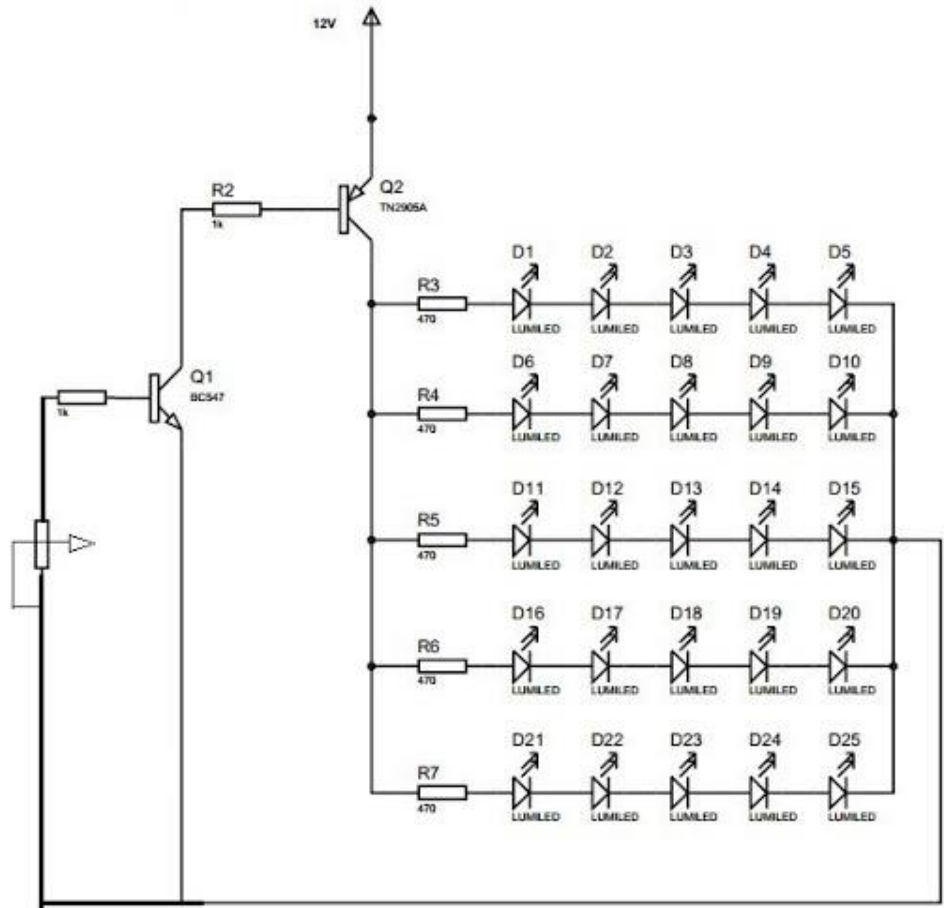 12V
R2
1k
Q2
TN2905A
D1 D2 D3 D4 D5
R3
470
LUMILED LUMILED LUMILED LUMILED LUMILED
D6 D7 D8 D9 D10
Q1
BC547
R4
1k
470
LUMILED LUMILED LUMILED LUMILED LUMILED
D11 D12 D13 D14 D15
R5
470
LUMILED LUMILED LUMILED LUMILED LUMILED
D16 D17 D18 D19 D20
R6
470
LUMILED LUMILED LUMILED LUMILED LUMILED
D21 D22 D23 D24 D25
R7
470
LUMILED LUMILED LUMILED LUMILED LUMILED